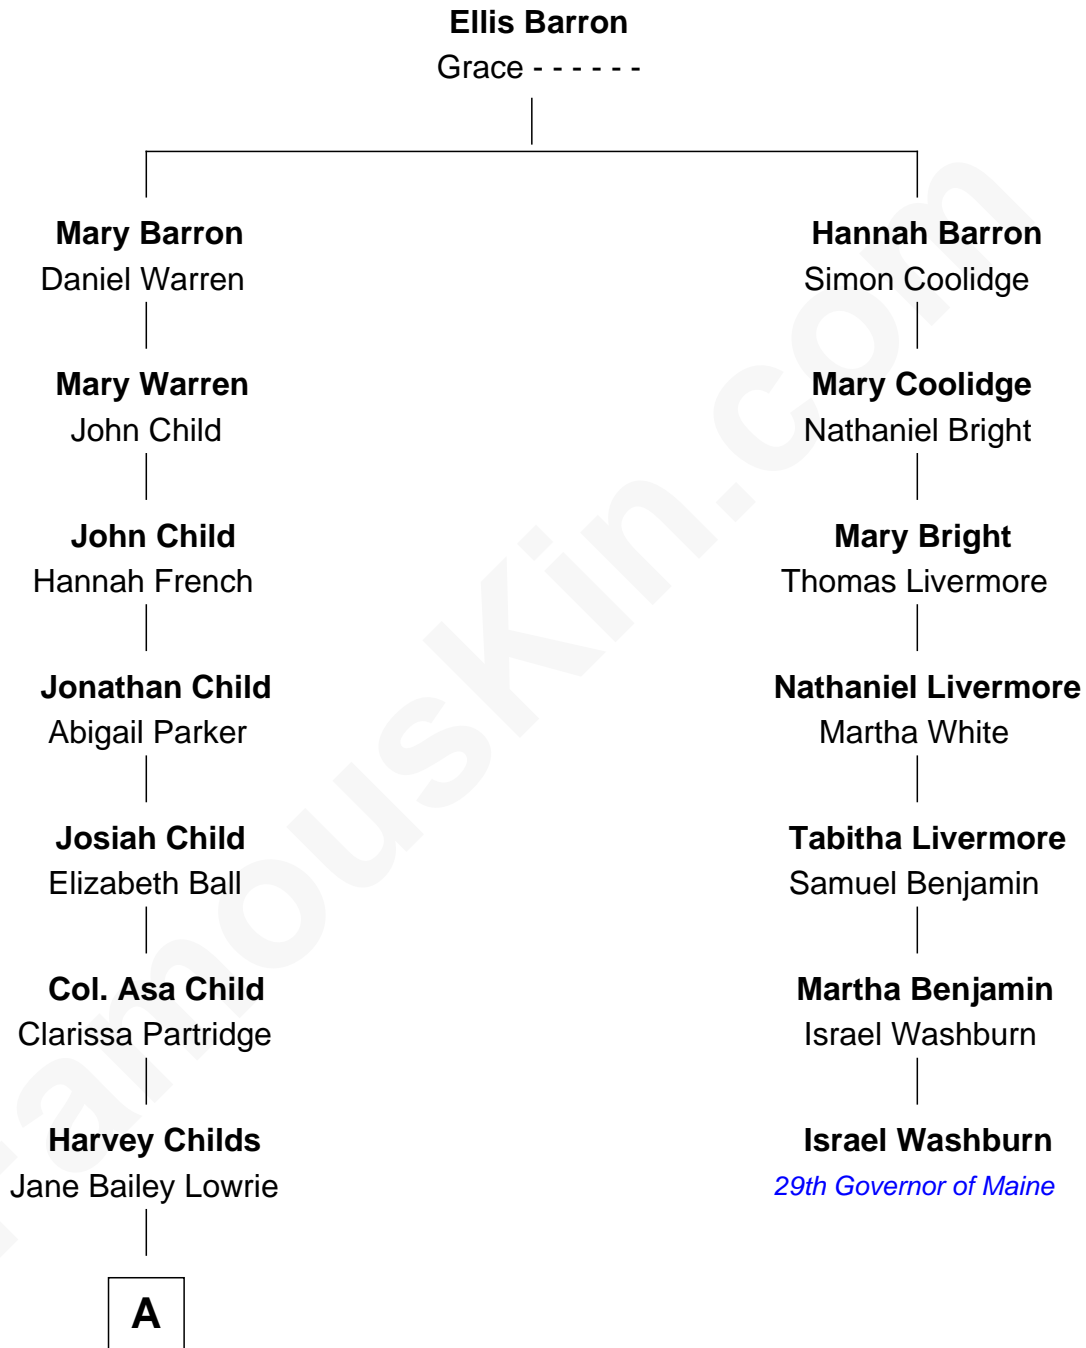 Ellis Barron
Grace - - - - - -
Mary Barron
Daniel Warren
Hannah Barron
Simon Coolidge
Mary Warren
John Child
Mary Coolidge
Nathaniel Bright
John Child
Hannah French
Mary Bright
Thomas Livermore
Jonathan Child
Abigail Parker
Nathaniel Livermore
Martha White
Josiah Child
Elizabeth Ball
Tabitha Livermore
Samuel Benjamin
Col. Asa Child
Clarissa Partridge
Martha Benjamin
Israel Washburn
Harvey Childs
Jane Bailey Lowrie
Israel Washburn
29th Governor of Maine
A
FamousKin.com